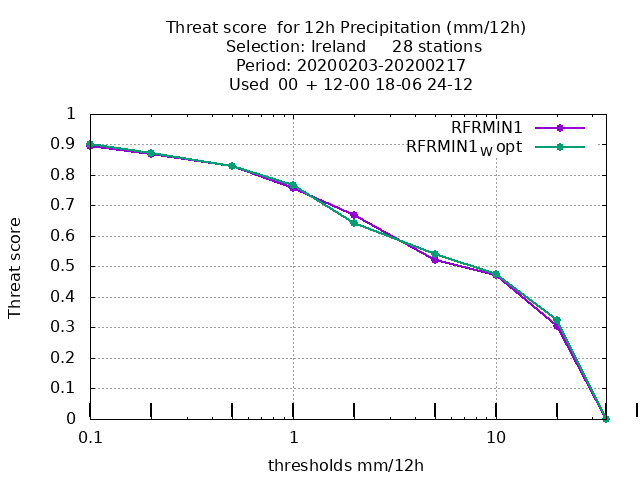 Threat score  for 12h Precipitation (mm/12h)
Selection: Ireland     28 stations
Period: 20200203-20200217
Used  00 + 12-00 18-06 24-12
RFRMIN1
RFRMIN1W opt
Threat score
1
0.9
0.8
0.7
0.6
0.5
0.4
0.3
0.2
0.1
0
0.1 1 10
thresholds mm/12h